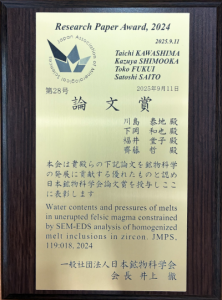 Research Paper Award, 2024
2025.9.11
Taichi KAWASHIMA
Kazuya SHIMOOKA
Toko FUKUI
Satoshi SAITO
Japan Association of Mineralogical Sciences
第28号
2025年9月11日
論文賞
川島 泰地 殿
下岡 和也 殿
福井 堂子 殿
齊藤 哲 殿
本会は貴殿らの下記論文を鉱物科学
の発展に貢献する優れたものと認め
日本鉱物科学会論文賞を授与しここ
に表彰します
Water contents and pressures of melts
in unerupted felsic magma constrained
by SEM-EDS analysis of homogenized
melt inclusions in zircon. JMPS.
119:018, 2024
一般社団法人日本鉱物科学会
会長 井上 徹